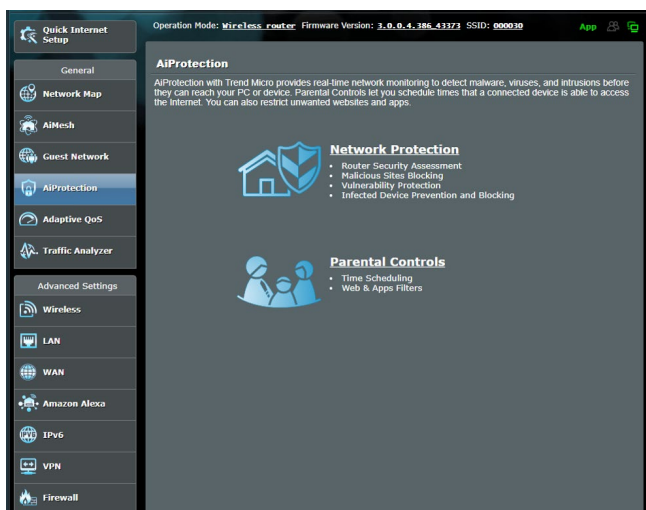 Quick Internet
Setup
Operation Mode: Wireless router Firmware Version: 3.0.0.4.386_43373 SSID: 000030
App
General
Network Map
AiMesh
Guest Network
AiProtection
Adaptive QoS
Traffic Analyzer
Advanced Settings
Wireless
LAN
WAN
Amazon Alexa
IPv6
VPN
Firewall
AiProtection
AiProtection with Trend Micro provides real-time network monitoring to detect malware, viruses, and intrusions before
they can reach your PC or device. Parental Controls let you schedule times that a connected device is able to access
the Internet. You can also restrict unwanted websites and apps.
Network Protection
• Router Security Assessment
• Malicious Sites Blocking
• Vulnerability Protection
• Infected Device Prevention and Blocking
Parental Controls
• Time Scheduling
• Web & Apps Filters